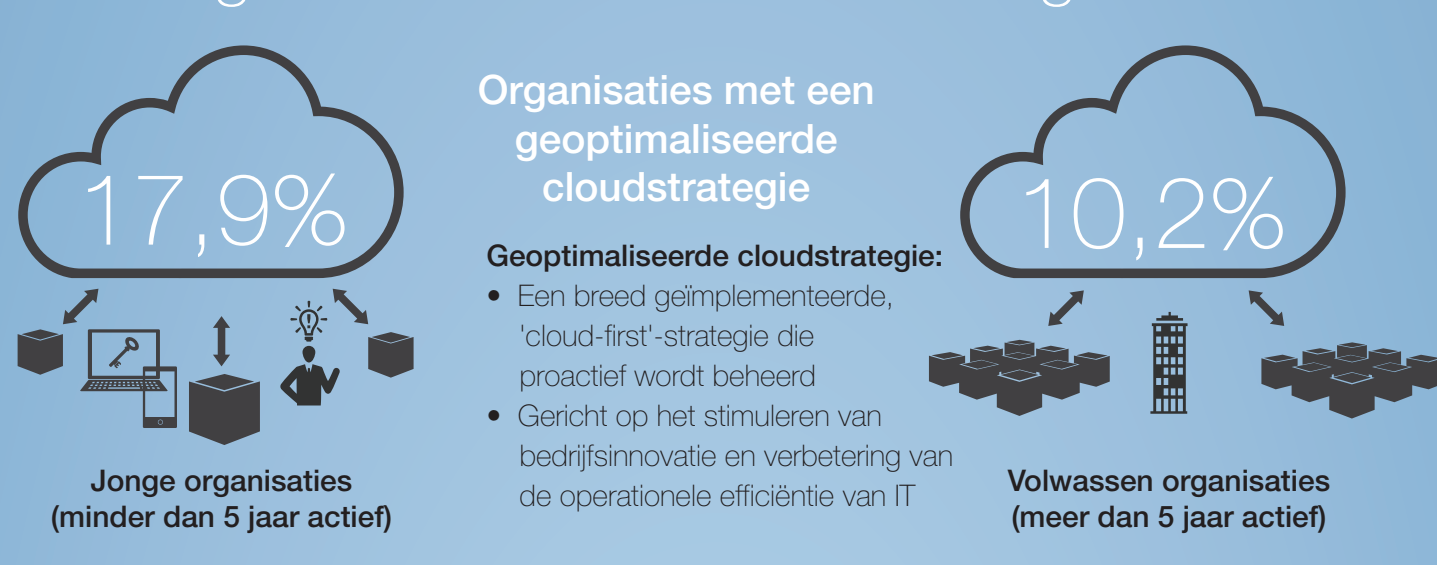 17,9%
Organisaties met een
geoptimaliseerde
cloudstrategie
Geoptimaliseerde cloudstrategie:
• Een breed geïmplementeerde,
'cloud-first'-strategie die
proactief wordt beheerd
• Gericht op het stimuleren van
bedrijfsinnovatie en verbetering van
de operationele efficiëntie van IT
10,2%
Jonge organisaties
(minder dan 5 jaar actief)
Volwassen organisaties
(meer dan 5 jaar actief)